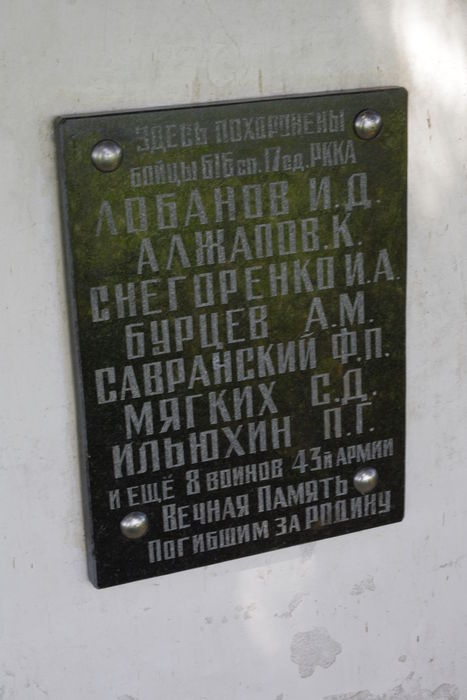 ЗДЕСЬ ПОХОРОНЕНЫ
БОЙЦЫ 616 СП. 17 СД. РККА
ЛОБАНОВ И.Д.
АЛЖАПОВ. К.
СНЕГОРЕНКО И.А.
БУРЦЕВ А.М.
САВРАНСКИЙ Ф.П.
МЯГКИХ С.Д.
ИЛЬЮХИН П.Г.
И ЕЩЁ 8 ВОИНОВ 43Й АРМИИ
ВЕЧНАЯ ПАМЯТЬ
ПОГИБШИМ ЗА РОДИНУ